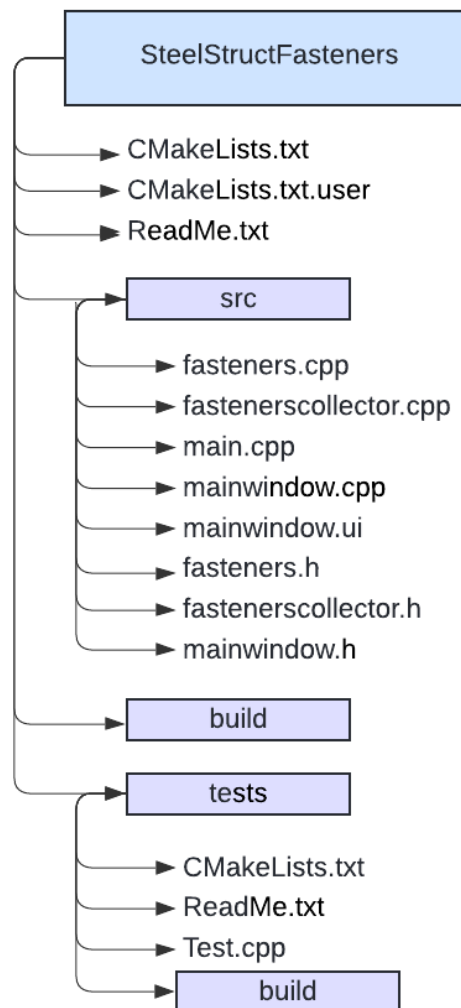 SteelStructFasteners
CMakeLists.txt
CMakeLists.txt.user
ReadMe.txt
src
fasteners.cpp
fastenerscollector.cpp
main.cpp
mainwindow.cpp
mainwindow.ui
fasteners.h
fastenerscollector.h
mainwindow.h
build
tests
CMakeLists.txt
ReadMe.txt
Test.cpp
build